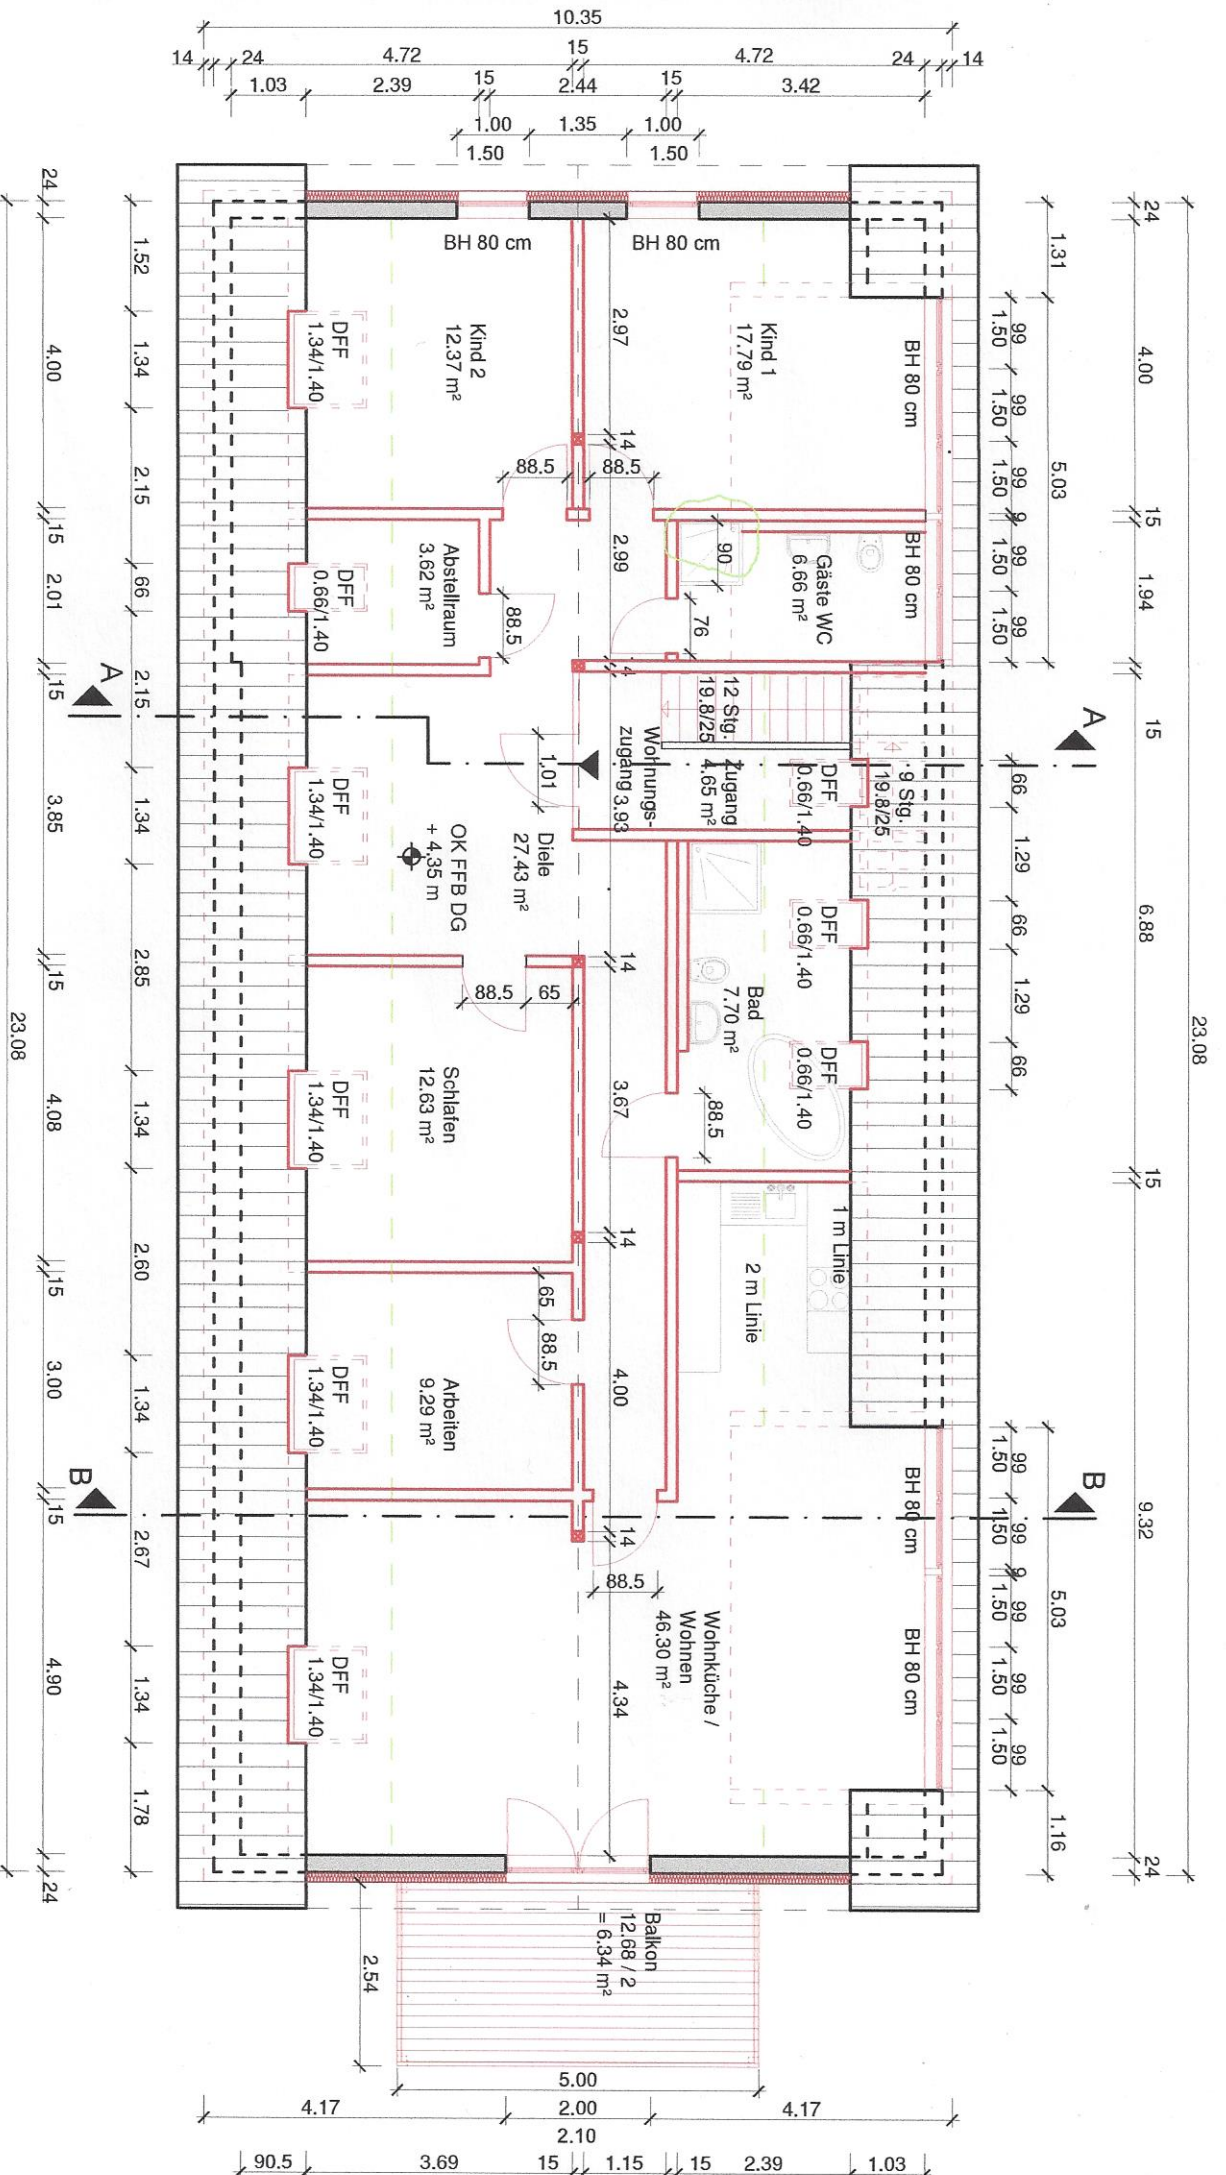 10.35
14
24
4.72
15
4.72
24
14
1.03
2.39
15
2.44
15
3.42
1.00
1.35
1.00
1.50
1.50
23.08
24
4.00
15
1.94
15
6.88
15
9.32
24
1.31
5.03
5.03
1.16
99
1.50
99
1.50
99
1.50
9
99
1.50
99
1.50
66
1.29
66
1.29
66
99
1.50
99
1.50
9
99
1.50
99
1.50
99
1.50
BH 80 cm
BH 80 cm
BH 80 cm
BH 80 cm
BH 80 cm
BH 80 cm
Kind 1
17.79 m²
Kind 2
12.37 m²
Gäste WC
6.66 m²
90
76
Abstellraum
3.62 m²
88.5
88.5
88.5
2.97
14
2.99
3.93
14
3.67
14
4.00
14
4.34
A
A
12 Stg.
19.8/25
9 Stg.
19.8/25
Zugang
4.65 m²
Wohnungs-
zugang
1.01
Diele
27.43 m²
OK FFB DG
+ 4,35 m
DFF
0.66/1.40
DFF
0.66/1.40
DFF
0.66/1.40
Bad
7.70 m²
88.5
88.5
65
Schlafen
12.63 m²
1 m Linie
2 m Linie
65
88.5
Arbeiten
9.29 m²
B
B
88.5
Wohnküche /
Wohnen
46.30 m²
DFF
1.34/1.40
DFF
0.66/1.40
DFF
1.34/1.40
DFF
1.34/1.40
DFF
1.34/1.40
DFF
1.34/1.40
1.52
1.34
2.15
66
2.15
1.34
2.85
1.34
2.60
1.34
2.67
1.34
1.78
24
4.00
15
2.01
15
3.85
15
4.08
15
3.00
15
4.90
24
23.08
Balkon
12.68 / 2
= 6.34 m²
2.54
5.00
4.17
2.00
4.17
2.10
90.5
3.69
15
1.15
15
2.39
1.03